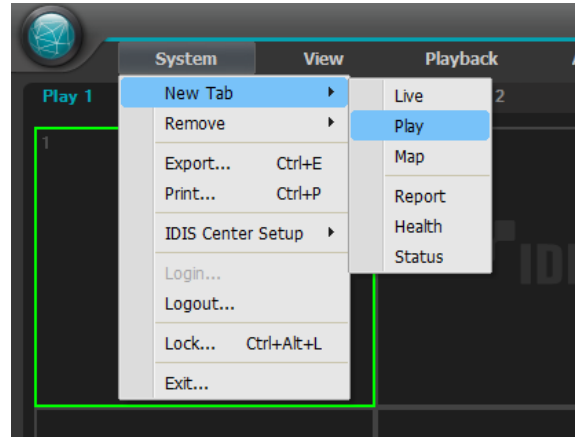 System View Playback A
Play 1 2
1
New Tab
Remove
Export... Ctrl+E
Print... Ctrl+P
IDIS Center Setup
Login...
Logout...
Lock... Ctrl+Alt+L
Exit...
Live
Play
Map
Report
Health
Status
ID